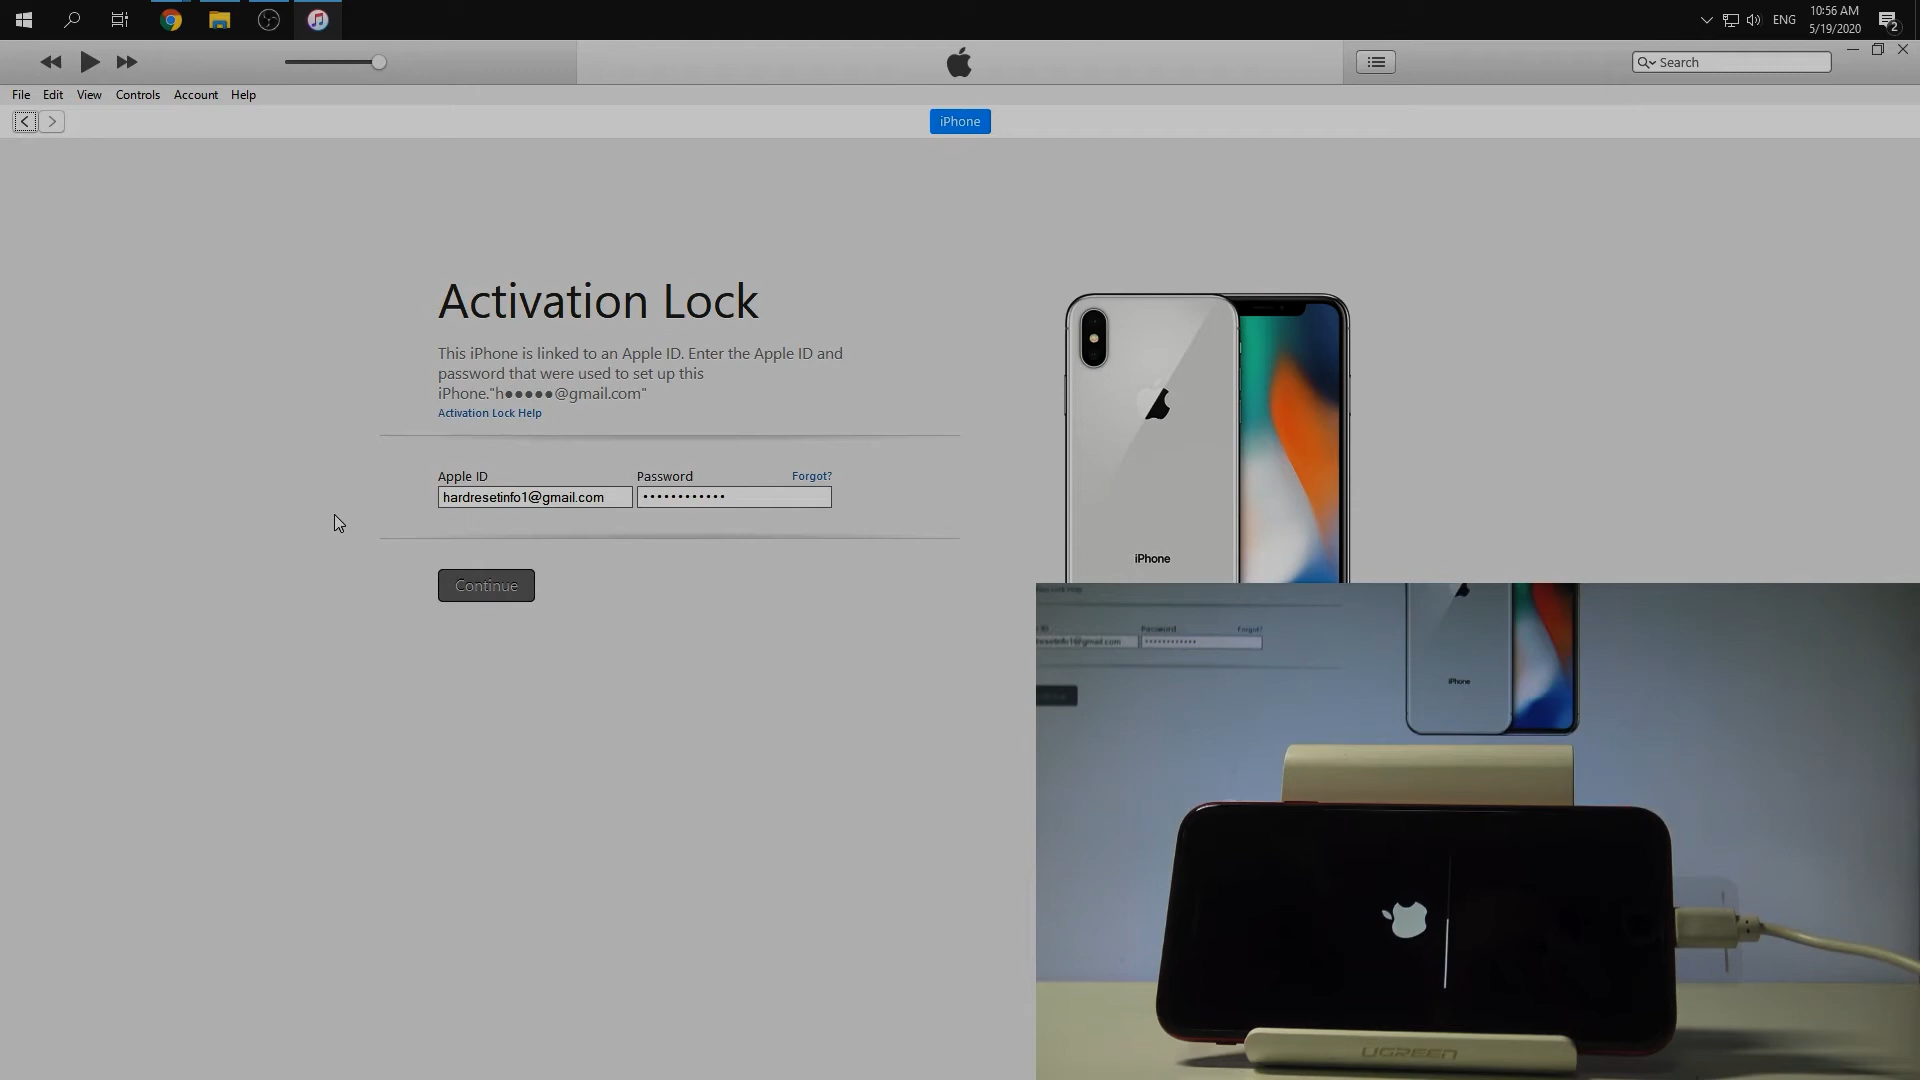 10:56 AM
ENG
5/19/2020
2
Search
File Edit View Controls Account Help
iPhone
Activation Lock
This iPhone is linked to an Apple ID. Enter the Apple ID and
password that were used to set up this
iPhone."h●●●●●@gmail.com"
Activation Lock Help
Apple ID Password Forgot?
hardresetinfo1@gmail.com ••••••••••••
Continue
iPhone
Password Forgot?
iPhone
UGREEN